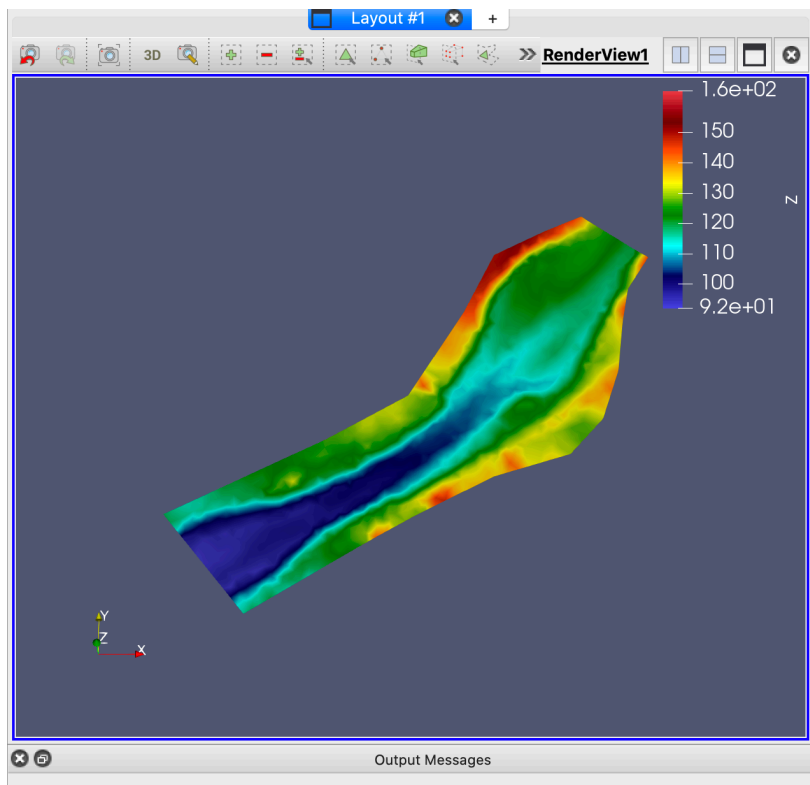 Layout #1
+
3D
RenderView1
1.6e+02
150
140
130
120
110
100
9.2e+01
Z
Y
Z
X
Output Messages